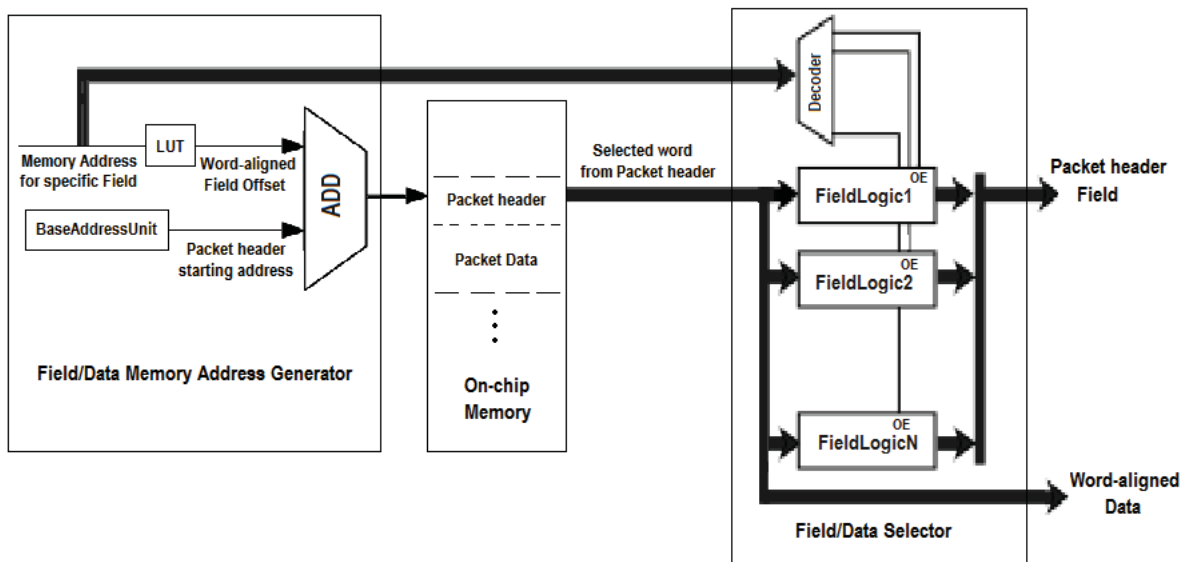 Memory Address
for specific Field
LUT
Word-aligned
Field Offset
BaseAddressUnit
Packet header
starting address
ADD
Field/Data Memory Address Generator
Packet header
Packet Data
On-chip
Memory
Selected word
from Packet header
Decoder
OE
FieldLogic1
OE
FieldLogic2
OE
FieldLogicN
Field/Data Selector
Packet header
Field
Word-aligned
Data